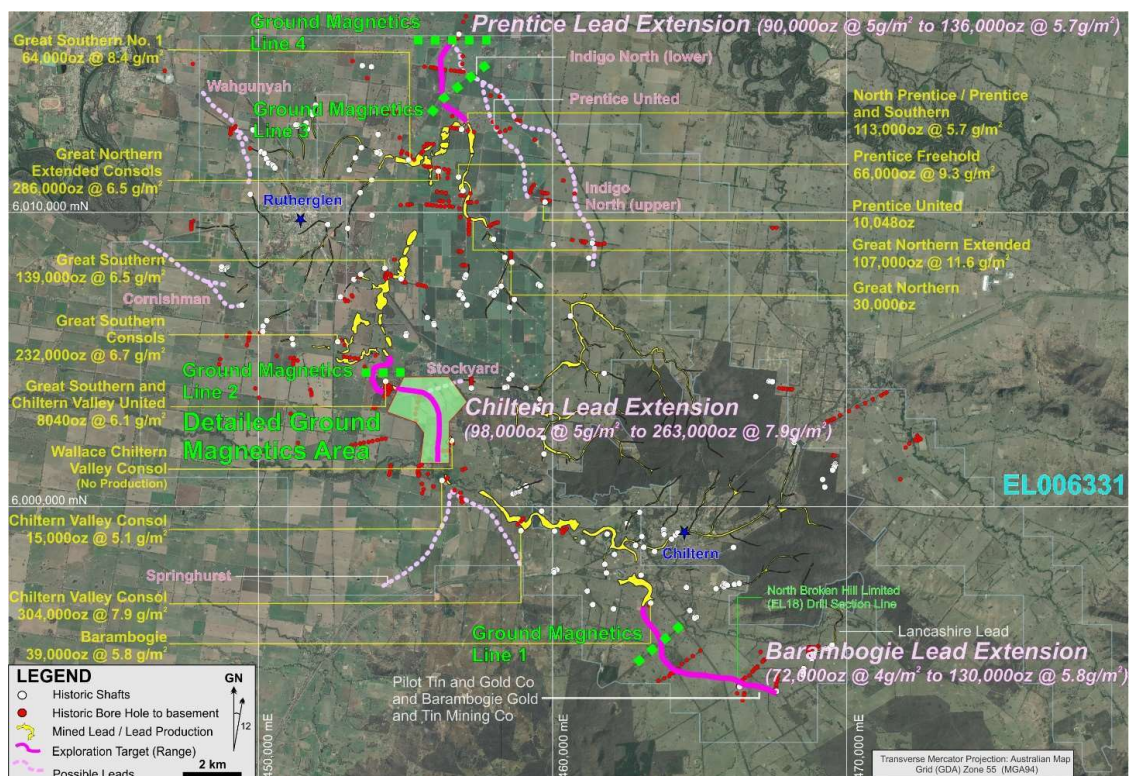 Prentice Lead Extension (90,000oz @ 5g/m² to 136,000oz @ 5.7g/m²)
Ground Magnetics
Line 4
Great Southern No. 1
64,000oz @ 8.4 g/m²
Wahgunyah
Indigo North (lower)
Prentice United
Ground Magnetics
Line 3
North Prentice / Prentice
and Southern
113,000oz @ 5.7 g/m²
Great Northern
Extended Consols
286,000oz @ 6.5 g/m²
Prentice Freehold
66,000oz @ 9.3 g/m²
Indigo
North (upper)
6,010,000 mN
Rutherglen
Prentice United
10,048oz
Great Northern Extended
107,000oz @ 11.6 g/m²
Great Northern
30,000oz
Great Southern
139,000oz @ 6.5 g/m²
Cornishman
Great Southern
Consols
232,000oz @ 6.7 g/m²
Ground Magnetics
Line 2
Stockyard
Great Southern and
Chiltern Valley United
8040oz @ 6.1 g/m²
Detailed Ground
Magnetics Area
Chiltern Lead Extension
(98,000oz @ 5g/m² to 263,000oz @ 7.9g/m²)
Wallace Chiltern
Valley Consol
(No Production)
EL006331
6,000,000 mN
Chiltern Valley Consol
15,000oz @ 5.1 g/m²
Chiltern
Springhurst
Chiltern Valley Consol
304,000oz @ 7.9 g/m²
North Broken Hill Limited
(EL18) Drill Section Line
Barambogie
39,000oz @ 5.8 g/m²
Ground Magnetics
Line 1
Lancashire Lead
Barambogie Lead Extension
(72,000oz @ 4g/m² to 130,000oz @ 5.8g/m²)
Pilot Tin and Gold Co
and Barambogie Gold
and Tin Mining Co
LEGEND
GN
12
Historic Shafts
Historic Bore Hole to basement
Mined Lead / Lead Production
Exploration Target (Range)
Possible Leads
2 km
450,000 mE
460,000 mE
470,000 mE
Transverse Mercator Projection: Australian Map
Grid (GDA) Zone 55 (MGA94)